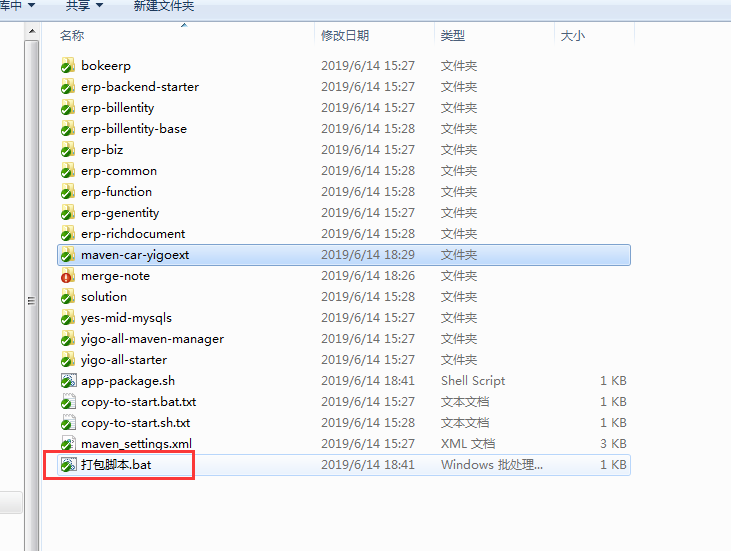 库中 共享 新建文件夹
名称 修改日期 类型 大小
bokeerp 2019/6/14 15:27 文件夹
erp-backend-starter 2019/6/14 15:27 文件夹
erp-billentity 2019/6/14 15:27 文件夹
erp-billentity-base 2019/6/14 15:28 文件夹
erp-biz 2019/6/14 15:27 文件夹
erp-common 2019/6/14 15:28 文件夹
erp-function 2019/6/14 15:28 文件夹
erp-genentity 2019/6/14 15:27 文件夹
erp-richdocument 2019/6/14 15:28 文件夹
maven-car-yigoext 2019/6/14 18:29 文件夹
merge-note 2019/6/14 18:26 文件夹
solution 2019/6/14 15:28 文件夹
yes-mid-mysqls 2019/6/14 15:27 文件夹
yigo-all-maven-manager 2019/6/14 15:27 文件夹
yigo-all-starter 2019/6/14 15:27 文件夹
app-package.sh 2019/6/14 18:41 Shell Script 1 KB
copy-to-start.bat.txt 2019/6/14 15:27 文本文档 1 KB
copy-to-start.sh.txt 2019/6/14 15:28 文本文档 1 KB
maven_settings.xml 2019/6/14 15:27 XML 文档 3 KB
打包脚本.bat 2019/6/14 18:41 Windows 批处理... 1 KB